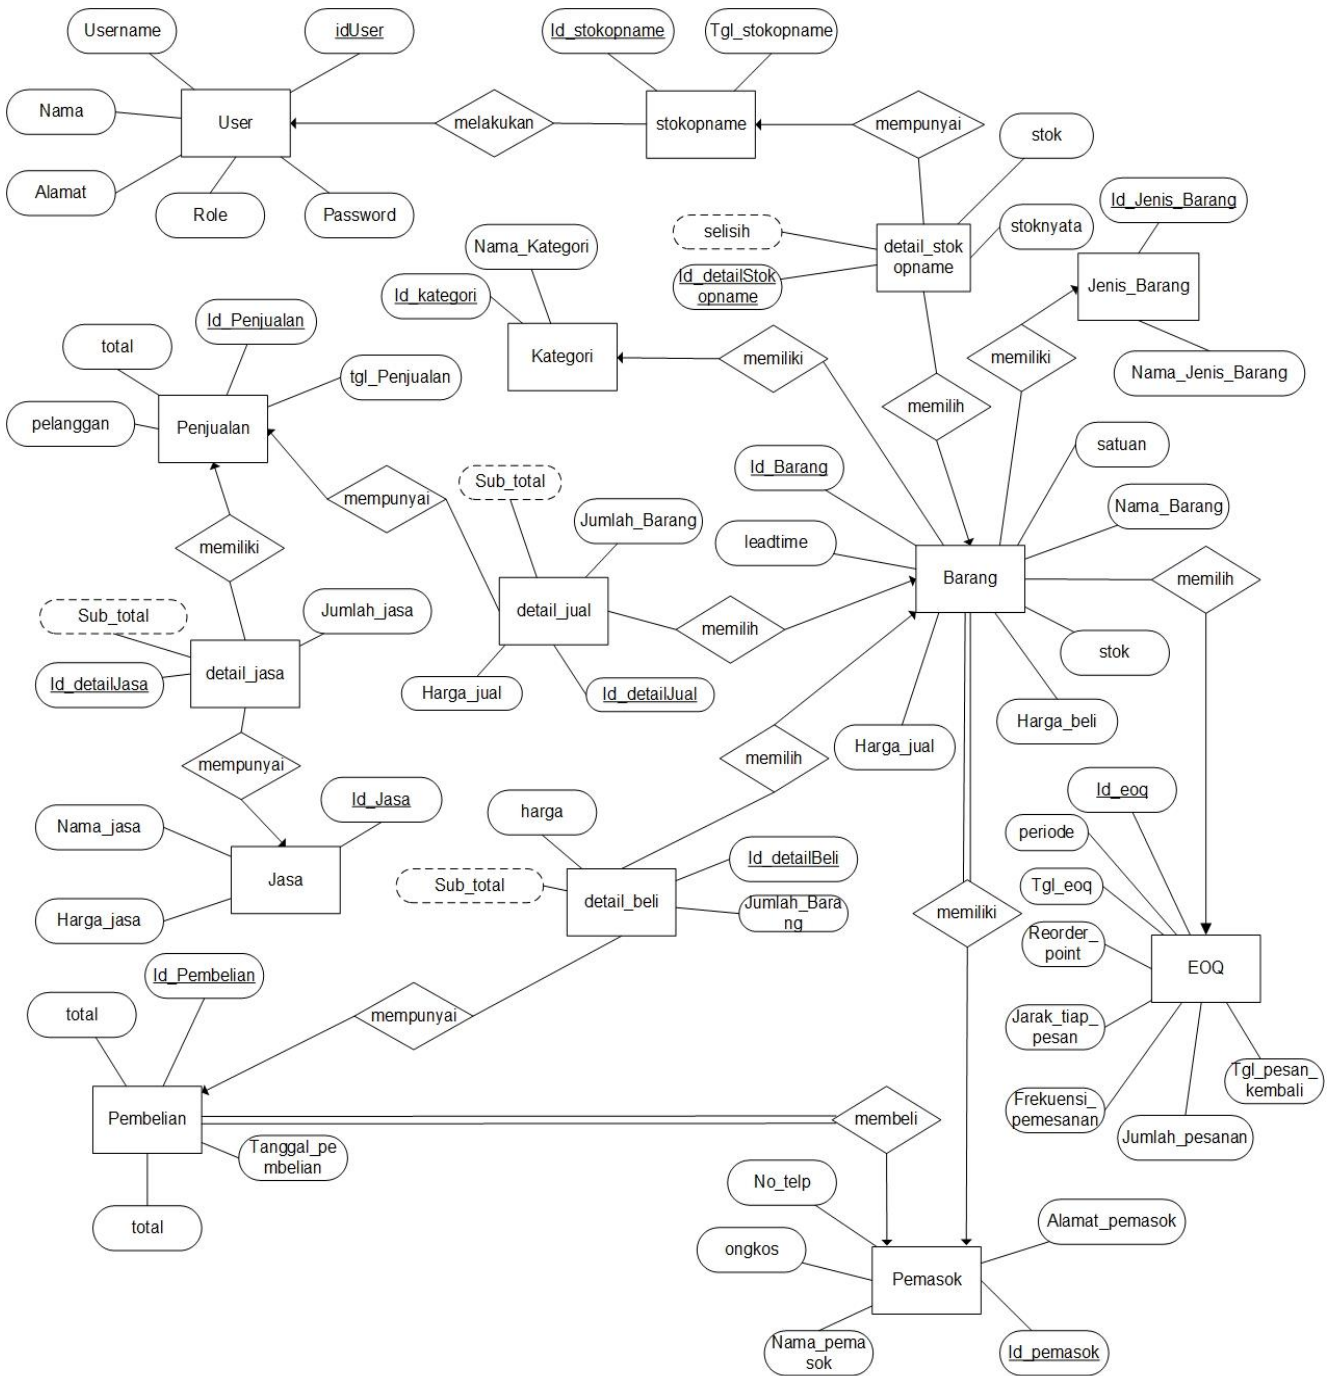 Username
idUser
Id_stokopname
Tgl_stokopname
Nama
User
melakukan
stokopname
mempunyai
stok
Alamat
Role
Password
Id_Jenis_Barang
selisih
stoknyata
detail_stok
opname
Nama_Kategori
Id_detailStok
opname
Jenis_Barang
Id_kategori
Id_Penjualan
total
Kategori
memiliki
memiliki
Nama_Jenis_Barang
tgl_Penjualan
memilih
pelanggan
Penjualan
satuan
Id_Barang
Sub_total
mempunyai
Nama_Barang
Jumlah_Barang
leadtime
memiliki
Barang
memilih
Sub_total
Jumlah_jasa
detail_jual
memilih
stok
detail_jasa
Id_detailJasa
Harga_jual
Id_detailJual
Harga_beli
Harga_jual
mempunyai
memilih
Id_eoq
Id_Jasa
harga
Nama_jasa
periode
Id_detailBeli
Jasa
Sub_total
Tgl_eoq
detail_beli
Jumlah_Bara
ng
Harga_jasa
memiliki
Reorder_
point
EOQ
Id_Pembelian
total
mempunyai
Jarak_tiap_
pesan
Tgl_pesan_
kembali
Frekuensi_
pemesanan
Pembelian
membeli
Jumlah_pesanan
Tanggal_pe
mbelian
No_telp
total
Alamat_pemasok
ongkos
Pemasok
Nama_pema
sok
Id_pemasok